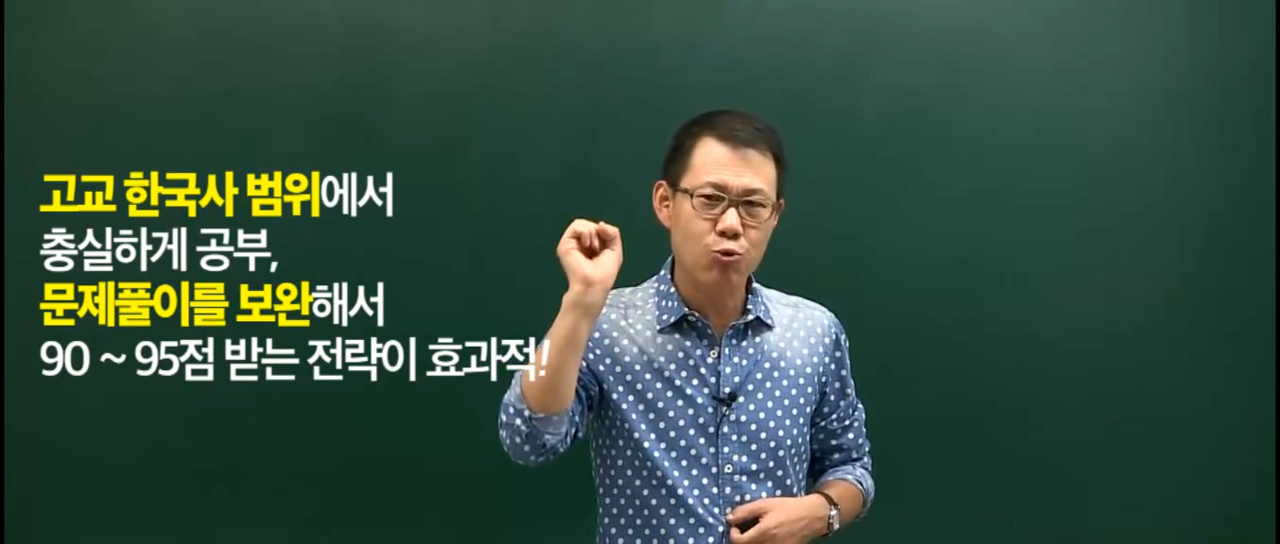 고교 한국사 범위에서
충실하게 공부,
문제풀이를 보완해서
90 ~ 95점 받는 전략이 효과적!